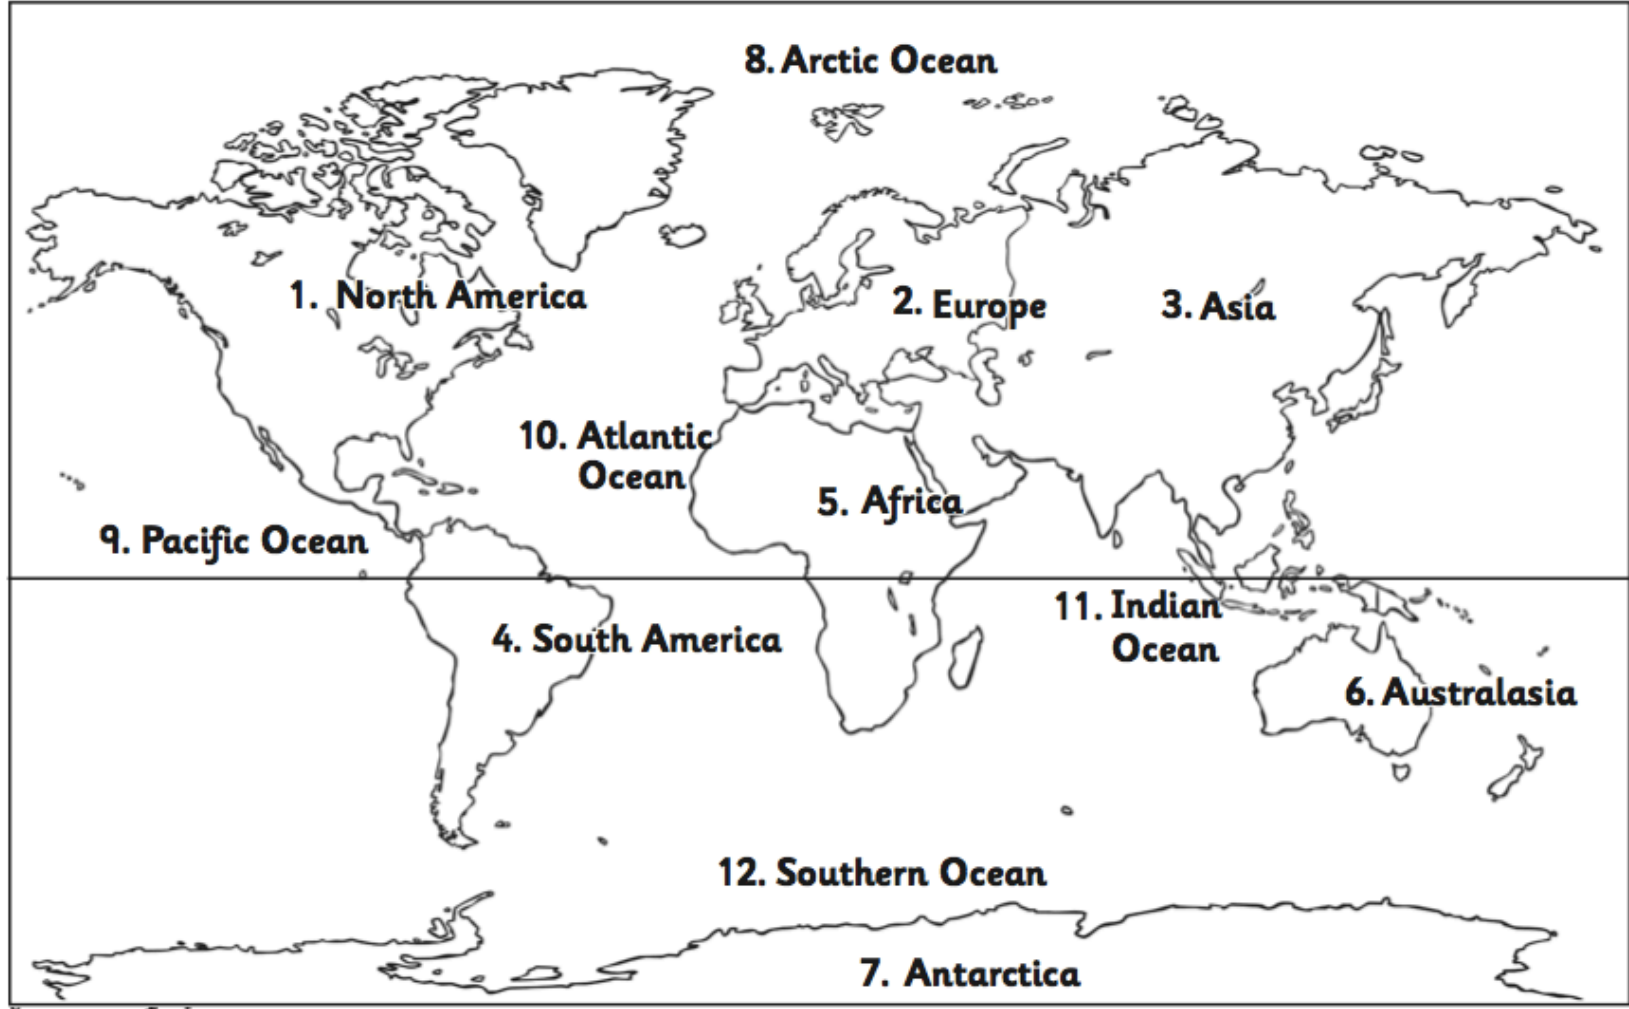 8. Arctic Ocean
1. North America
2. Europe
3. Asia
10. Atlantic
Ocean
5. Africa
9. Pacific Ocean
11. Indian
Ocean
4. South America
6. Australasia
12. Southern Ocean
7. Antarctica